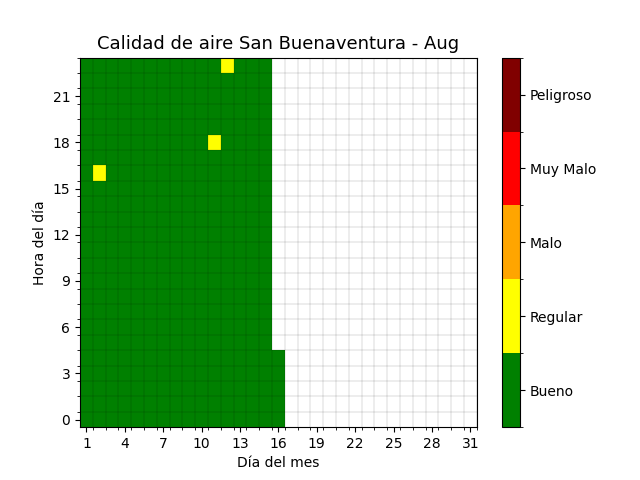 Calidad de aire San Buenaventura - Aug
Hora del día
21
18
15
12
9
6
3
0
1 4 7 10 13 16 19 22 25 28 31
Día del mes
Peligroso
Muy Malo
Malo
Regular
Bueno